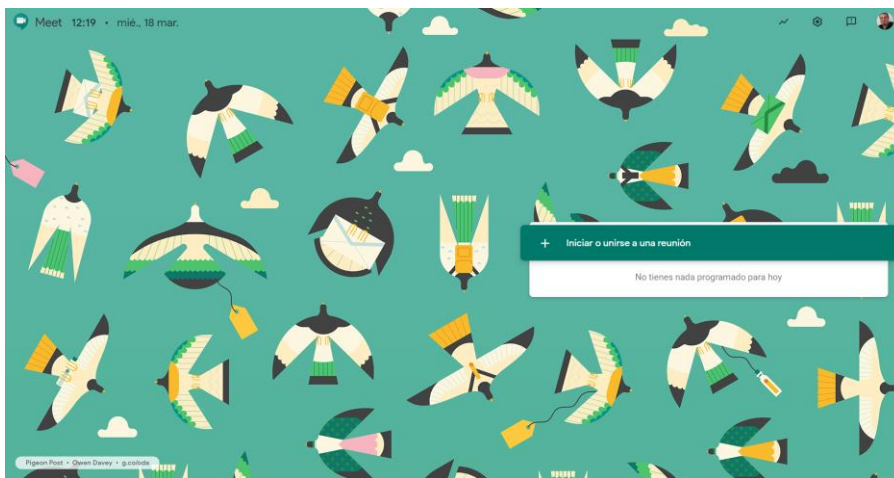 Meet 12:19 • mié., 18 mar.
+ Iniciar o unirse a una reunión
No tienes nada programado para hoy
Pigeon Post • Owen Davey • g.co/oda